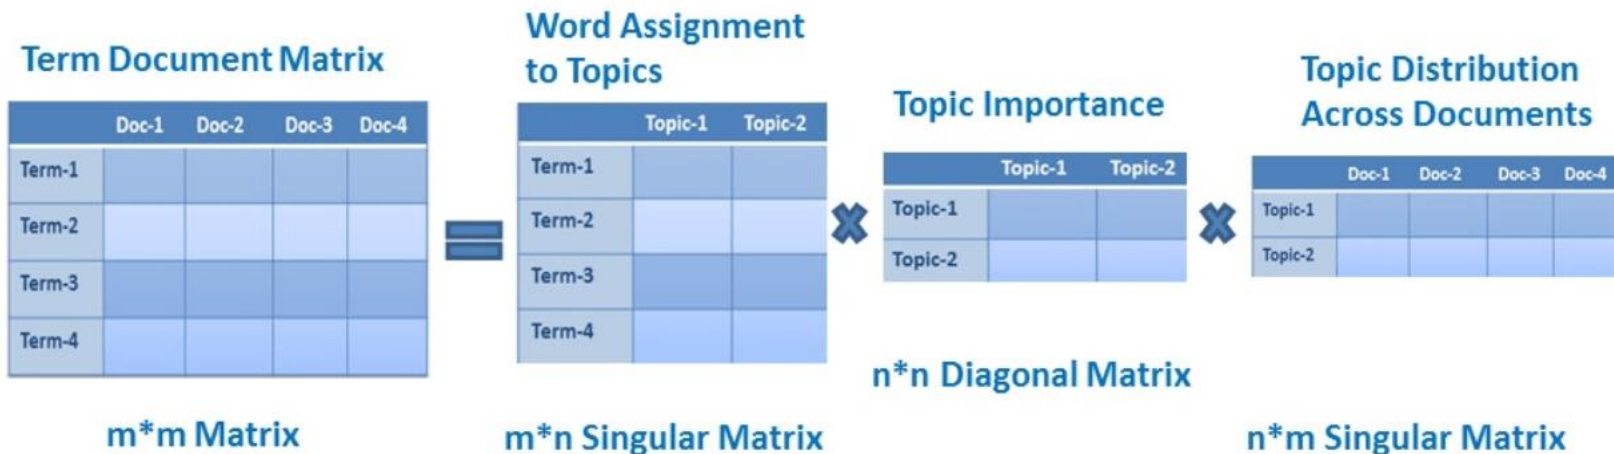 Term Document Matrix
Doc-1 Doc-2 Doc-3 Doc-4
Term-1
Term-2
Term-3
Term-4
m*m Matrix
Word Assignment
to Topics
Topic-1 Topic-2
Term-1
Term-2
Term-3
Term-4
m*n Singular Matrix
Topic Importance
Topic-1 Topic-2
Topic-1
Topic-2
n*n Diagonal Matrix
Topic Distribution
Across Documents
Doc-1 Doc-2 Doc-3 Doc-4
Topic-1
Topic-2
n*m Singular Matrix